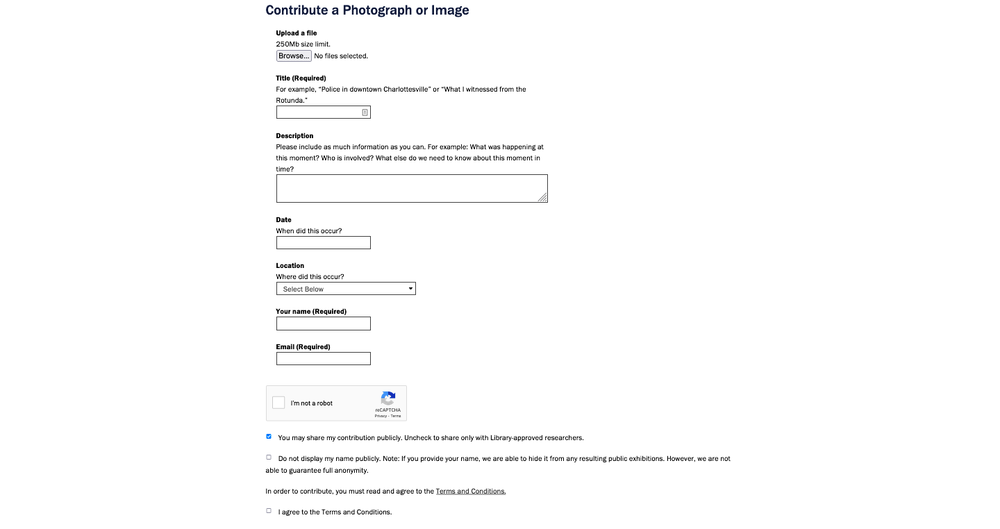 Contribute a Photograph or Image
Upload a file
250Mb size limit.
Browse... No files selected.
Title (Required)
For example, “Police in downtown Charlottesville” or “What I witnessed from the
Rotunda.”
Description
Please include as much information as you can. For example: What was happening at
this moment? Who is involved? What else do we need to know about this moment in
time?
Date
When did this occur?
Location
Where did this occur?
Select Below
Your name (Required)
Email (Required)
I'm not a robot
reCAPTCHA
Privacy - Terms
You may share my contribution publicly. Uncheck to share only with Library-approved researchers.
Do not display my name publicly. Note: If you provide your name, we are able to hide it from any resulting public exhibitions. However, we are not
able to guarantee full anonymity.
In order to contribute, you must read and agree to the Terms and Conditions.
I agree to the Terms and Conditions.